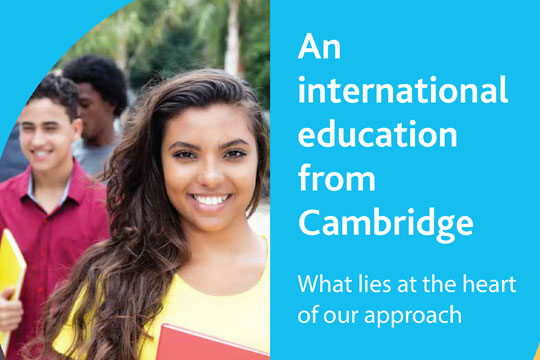 An
international
education
from
Cambridge
What lies at the heart
of our approach